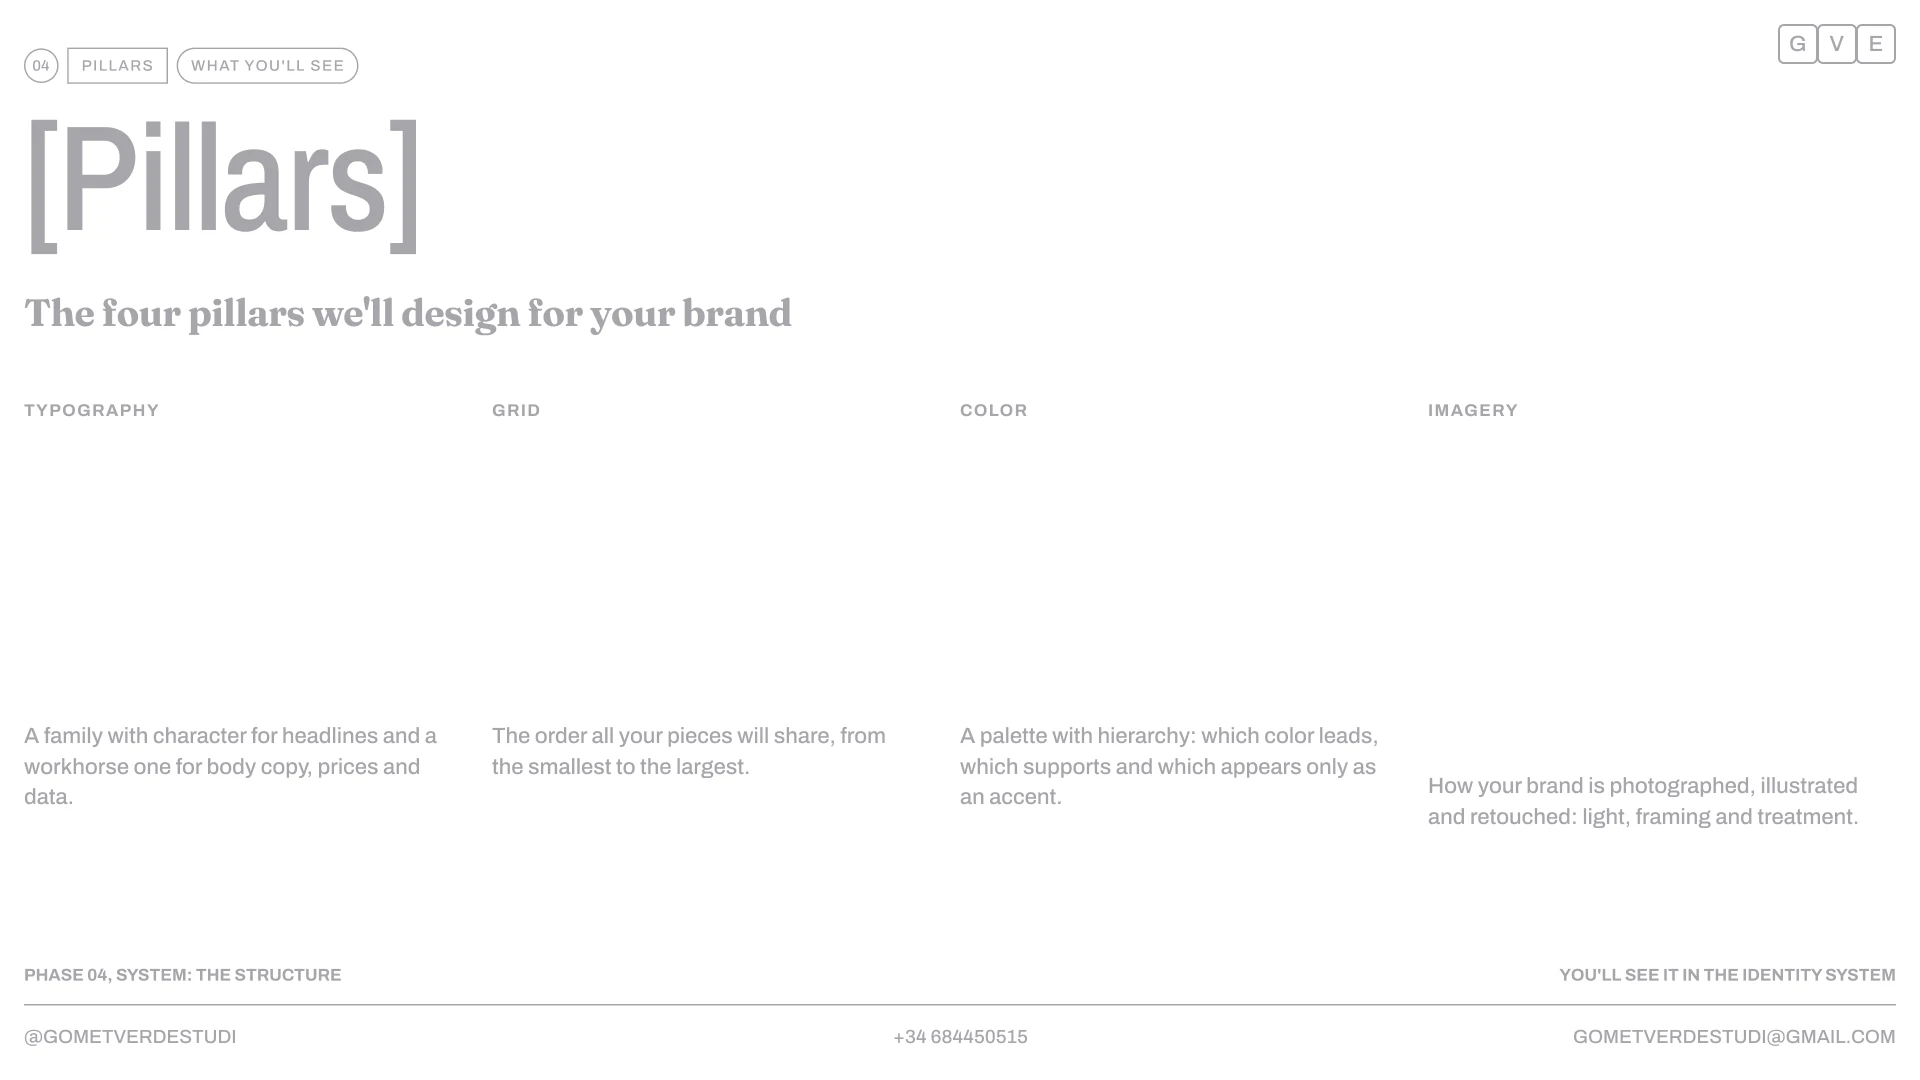 04 PILLARS WHAT YOU'LL SEE
G V E
[Pillars]
The four pillars we'll design for your brand
TYPOGRAPHY
A family with character for headlines and a
workhorse one for body copy, prices and
data.
GRID
The order all your pieces will share, from
the smallest to the largest.
COLOR
A palette with hierarchy: which color leads,
which supports and which appears only as
an accent.
IMAGERY
How your brand is photographed, illustrated
and retouched: light, framing and treatment.
PHASE 04, SYSTEM: THE STRUCTURE
YOU'LL SEE IT IN THE IDENTITY SYSTEM
@GOMETVERDESTUDI
+34 684450515
GOMETVERDESTUDI@GMAIL.COM